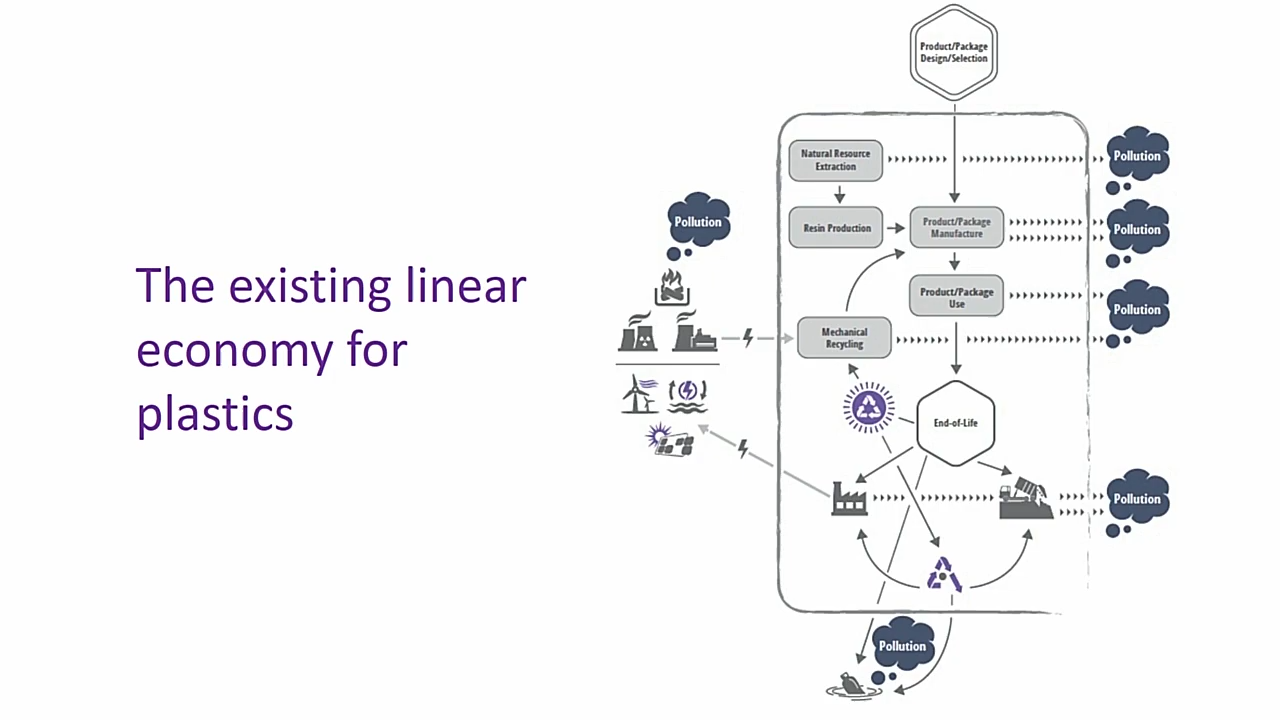 The existing linear
economy for
plastics
Product/Package
Design/Selection
Natural Resource
Extraction
Pollution
Resin Production
Product/Package
Manufacture
Pollution
Pollution
Product/Package
Use
Pollution
Mechanical
Recycling
End-of-Life
Pollution
Pollution